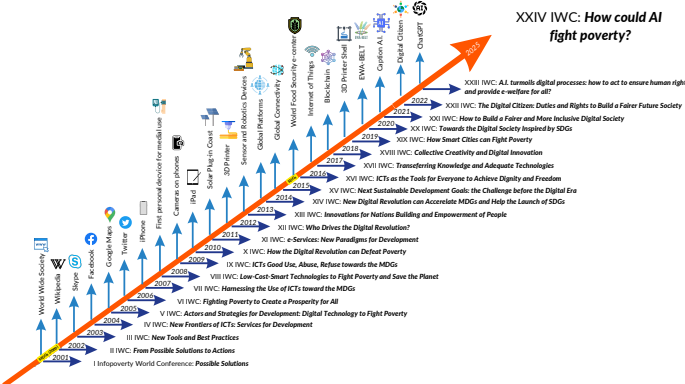 XXIV IWC: How could AI
fight poverty?
2023
XXIII IWC: A.I. turmoils digital processes: how to act to ensure human right
and provide e-welfare for all?
2022
XXII IWC: The Digital Citizen: Duties and Rights to Build a Fairer Future Society
2021
XXI IWC: How to Build a Fairer and More Inclusive Digital Society
2020
XX IWC: Towards the Digital Society Inspired by SDGs
2019
XIX IWC: How Smart Cities can Fight Poverty
2018
XVIII IWC: Collective Creativity and Digital Innovation
2017
XVII IWC: Transeferring Knowledge and Adequate Technologies
2016
XVI IWC: ICTs as the Tools for Everyone to Achieve Dignity and Freedom
2015
XV IWC: Next Sustainable Development Goals: the Challenge before the Digital Era
2014
XIV IWC: New Digital Revolution can Accerelate MDGs and Help the Launch of SDGs
2013
XIII IWC: Innovations for Nations Building and Empowerment of People
2012
XII IWC: Who Drives the Digital Revolution?
2011
XI IWC: e-Services: New Paradigms for Development
2010
X IWC: How the Digital Revolution can Defeat Poverty
2009
IX IWC: ICTs Good Use, Abuse, Refuse towards the MDGs
2008
VIII IWC: Low-Cost-Smart Technologies to Fight Poverty and Save the Planet
2007
VII IWC: Harnessing the Use of ICTs toward the MDGs
2006
VI IWC: Fighting Poverty to Create a Prosperity for All
2005
V IWC: Actors and Strategies for Development: Digital Technology to Fight Poverty
2004
IV IWC: New Frontiers of ICTs: Services for Development
2003
III IWC: New Tools and Best Practices
2002
II IWC: From Possible Solutions to Actions
2001
I Infopoverty World Conference: Possible Solutions
World Wide Society
Wikipedia
Skype
Facebook
Google Maps
Twitter
iPhone
First personal decvice for medial use
Cameras on phones
iPad
Solar Plug-in Coast
3D Printer
Sensor and Robotics Devices
Global Platforms
Global Connectivity
Woled Food Security e-center
Internet of Things
Blockchain
3D Printer Shell
EWA-BELT
Caption A.I.
Digital Citizen
ChatGPT